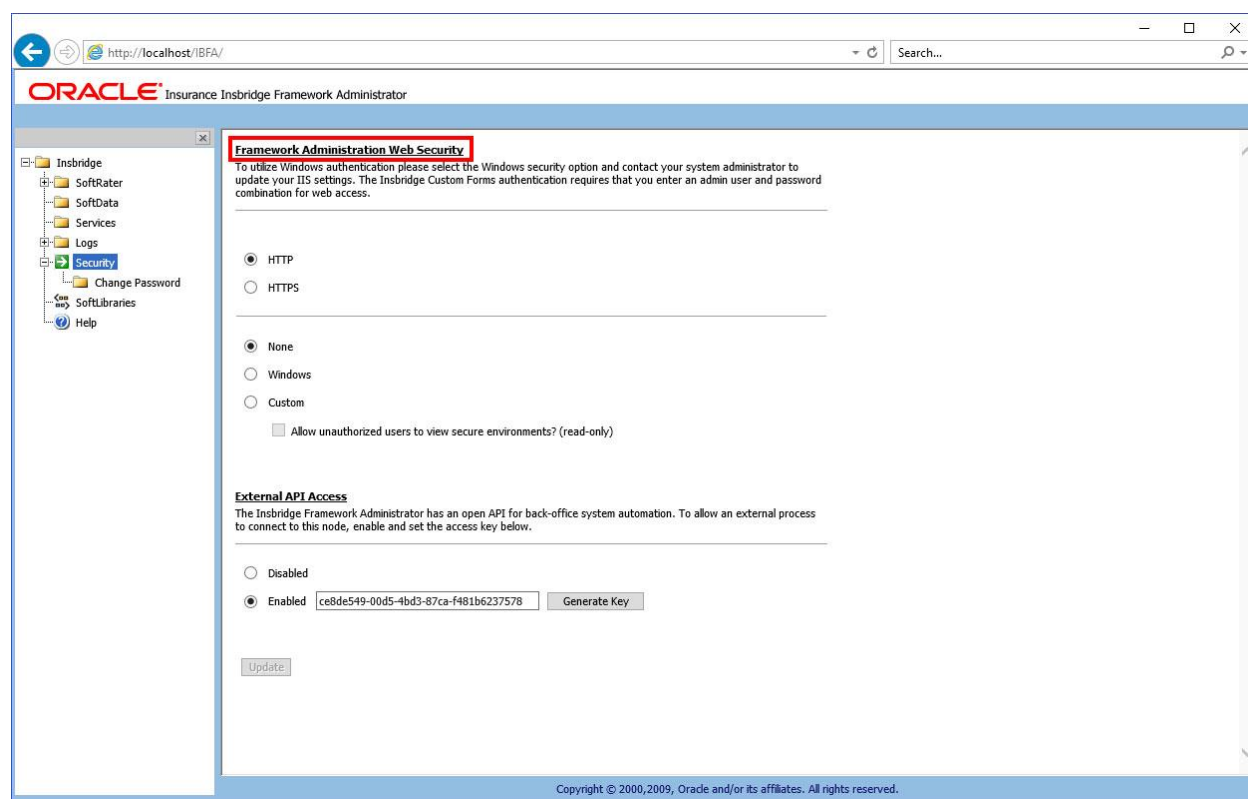 http://localhost/IBFA/
Search...
ORACLE Insurance Insbridge Framework Administrator
Insbridge
SoftRater
SoftData
Services
Logs
Security
Change Password
SoftLibraries
Help
Framework Administration Web Security
To utilize Windows authentication please select the Windows security option and contact your system administrator to
update your IIS settings. The Insbridge Custom Forms authentication requires that you enter an admin user and password
combination for web access.
HTTP
HTTPS
None
Windows
Custom
Allow unauthorized users to view secure environments? (read-only)
External API Access
The Insbridge Framework Administrator has an open API for back-office system automation. To allow an external process
to connect to this node, enable and set the access key below.
Disabled
Enabled ce8de549-00d5-4bd3-87ca-f481b6237578 Generate Key
Update
Copyright © 2000,2009, Oracle and/or its affiliates. All rights reserved.